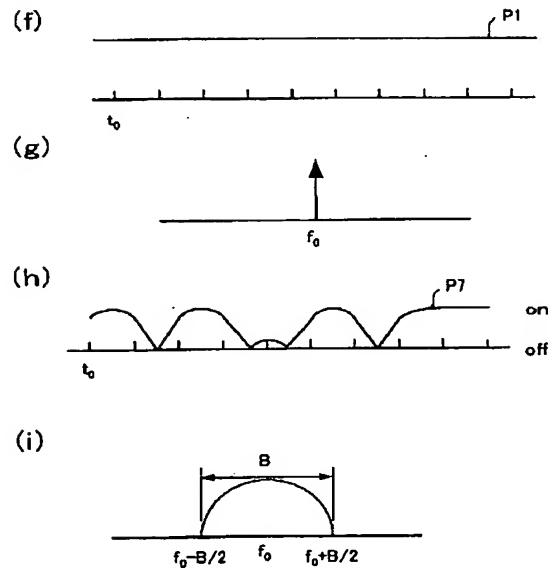 (f)
P1
t₀
(g)
f₀
(h)
P7
on
off
t₀
(i)
B
f₀−B/2 f₀ f₀+B/2